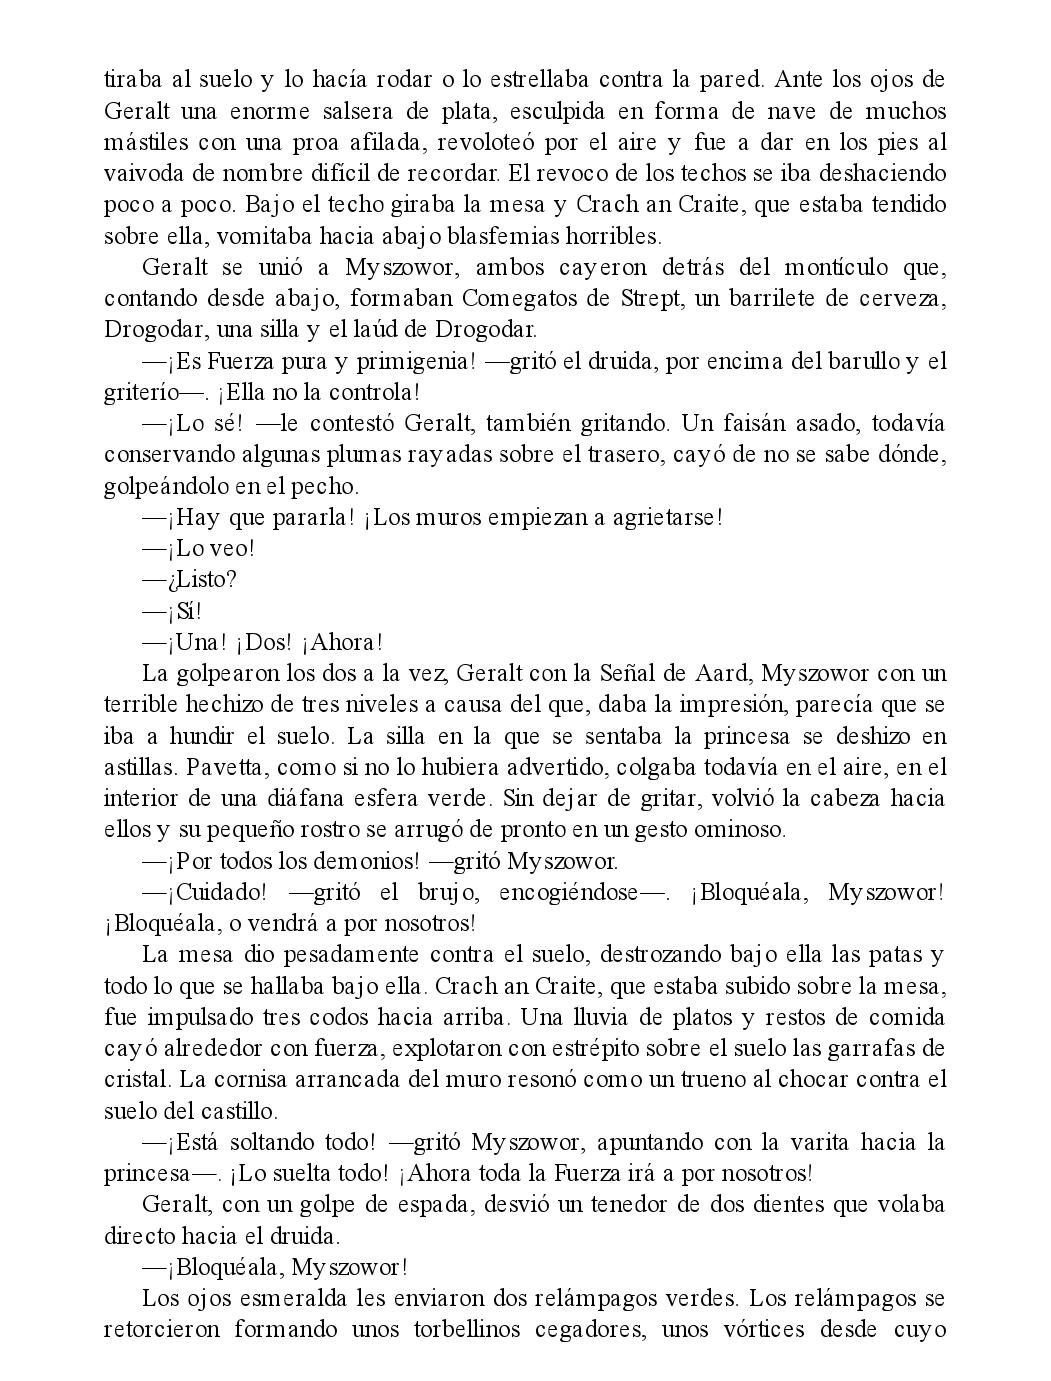 tiraba al suelo y lo hacía rodar o lo estrellaba contra la pared. Ante los ojos de
Geralt una enorme salsera de plata, esculpida en forma de nave de muchos
mástiles con una proa afilada, revoloteó por el aire y fue a dar en los pies al
vaivoda de nombre difícil de recordar. El revoco de los techos se iba deshaciendo
poco a poco. Bajo el techo giraba la mesa y Crach an Craite, que estaba tendido
sobre ella, vomitaba hacia abajo blasfemias horribles.
Geralt se unió a Myszowor, ambos cayeron detrás del montículo que,
contando desde abajo, formaban Comegatos de Strept, un barrilete de cerveza,
Drogodar, una silla y el laúd de Drogodar.
—¡Es Fuerza pura y primigenia! —gritó el druida, por encima del barullo y el
griterío—. ¡Ella no la controla!
—¡Lo sé! —le contestó Geralt, también gritando. Un faisán asado, todavía
conservando algunas plumas rayadas sobre el trasero, cayó de no se sabe dónde,
golpeándolo en el pecho.
—¡Hay que pararla! ¡Los muros empiezan a agrietarse!
—¡Lo veo!
—¿Listo?
—¡Sí!
—¡Una! ¡Dos! ¡Ahora!
La golpearon los dos a la vez, Geralt con la Señal de Aard, Myszowor con un
terrible hechizo de tres niveles a causa del que, daba la impresión, parecía que se
iba a hundir el suelo. La silla en la que se sentaba la princesa se deshizo en
astillas. Pavetta, como si no lo hubiera advertido, colgaba todavía en el aire, en el
interior de una diáfana esfera verde. Sin dejar de gritar, volvió la cabeza hacia
ellos y su pequeño rostro se arrugó de pronto en un gesto ominoso.
—¡Por todos los demonios! —gritó Myszowor.
—¡Cuidado! —gritó el brujo, encogiéndose—. ¡Bloquéala, Myszowor!
¡Bloquéala, o vendrá a por nosotros!
La mesa dio pesadamente contra el suelo, destrozando bajo ella las patas y
todo lo que se hallaba bajo ella. Crach an Craite, que estaba subido sobre la mesa,
fue impulsado tres codos hacia arriba. Una lluvia de platos y restos de comida
cayó alrededor con fuerza, explotaron con estrépito sobre el suelo las garrafas de
cristal. La cornisa arrancada del muro resonó como un trueno al chocar contra el
suelo del castillo.
—¡Está soltando todo! —gritó Myszowor, apuntando con la varita hacia la
princesa—. ¡Lo suelta todo! ¡Ahora toda la Fuerza irá a por nosotros!
Geralt, con un golpe de espada, desvió un tenedor de dos dientes que volaba
directo hacia el druida.
—¡Bloquéala, Myszowor!
Los ojos esmeralda les enviaron dos relámpagos verdes. Los relámpagos se
retorcieron formando unos torbellinos cegadores, unos vórtices desde cuyo